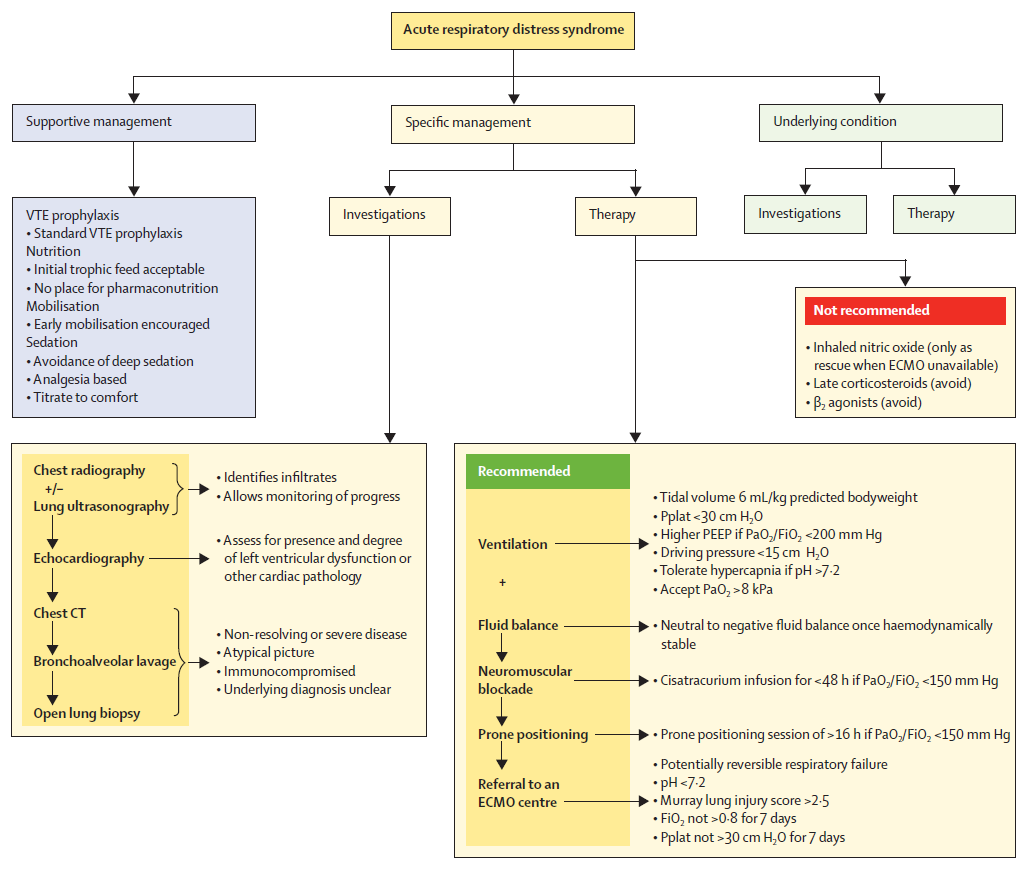 Acute respiratory distress syndrome
Supportive management
Specific management
Underlying condition
VTE prophylaxis
• Standard VTE prophylaxis
Nutrition
• Initial trophic feed acceptable
• No place for pharmaconutrition
Mobilisation
• Early mobilisation encouraged
Sedation
• Avoidance of deep sedation
• Analgesia based
• Titrate to comfort
Investigations
Therapy
Investigations
Therapy
Not recommended
• Inhaled nitric oxide (only as
rescue when ECMO unavailable)
• Late corticosteroids (avoid)
• β₂ agonists (avoid)
Chest radiography
+/–
Lung ultrasonography
• Identifies infiltrates
• Allows monitoring of progress
Echocardiography
• Assess for presence and degree
of left ventricular dysfunction or
other cardiac pathology
Chest CT
Bronchoalveolar lavage
Open lung biopsy
• Non-resolving or severe disease
• Atypical picture
• Immunocompromised
• Underlying diagnosis unclear
Recommended
Ventilation
• Tidal volume 6 mL/kg predicted bodyweight
• Pplat <30 cm H₂O
• Higher PEEP if PaO₂/FiO₂ <200 mm Hg
• Driving pressure <15 cm H₂O
• Tolerate hypercapnia if pH >7·2
• Accept PaO₂ >8 kPa
+
Fluid balance
• Neutral to negative fluid balance once haemodynamically
stable
Neuromuscular
blockade
• Cisatracurium infusion for <48 h if PaO₂/FiO₂ <150 mm Hg
Prone positioning
• Prone positioning session of >16 h if PaO₂/FiO₂ <150 mm Hg
Referral to an
ECMO centre
• Potentially reversible respiratory failure
• pH <7·2
• Murray lung injury score >2·5
• FiO₂ not >0·8 for 7 days
• Pplat not >30 cm H₂O for 7 days